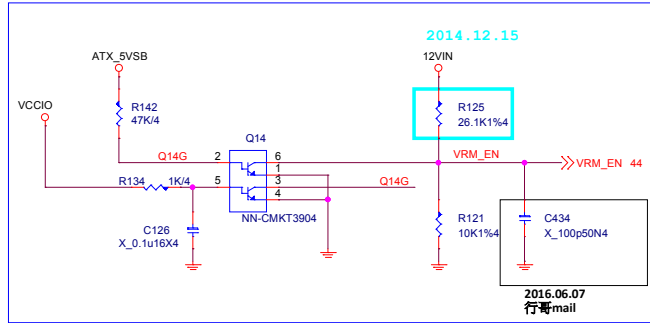 2014.12.15
ATX_5VSB
12VIN
VCCIO
R142
47K/4
R125
26.1K1%4
Q14
Q14G
2
6
1
VRM_EN
VRM_EN 44
R134
1K/4
5
3
4
Q14G
NN-CMKT3904
C126
X_0.1u16X4
R121
10K1%4
C434
X_100p50N4
2016.06.07
行哥mail